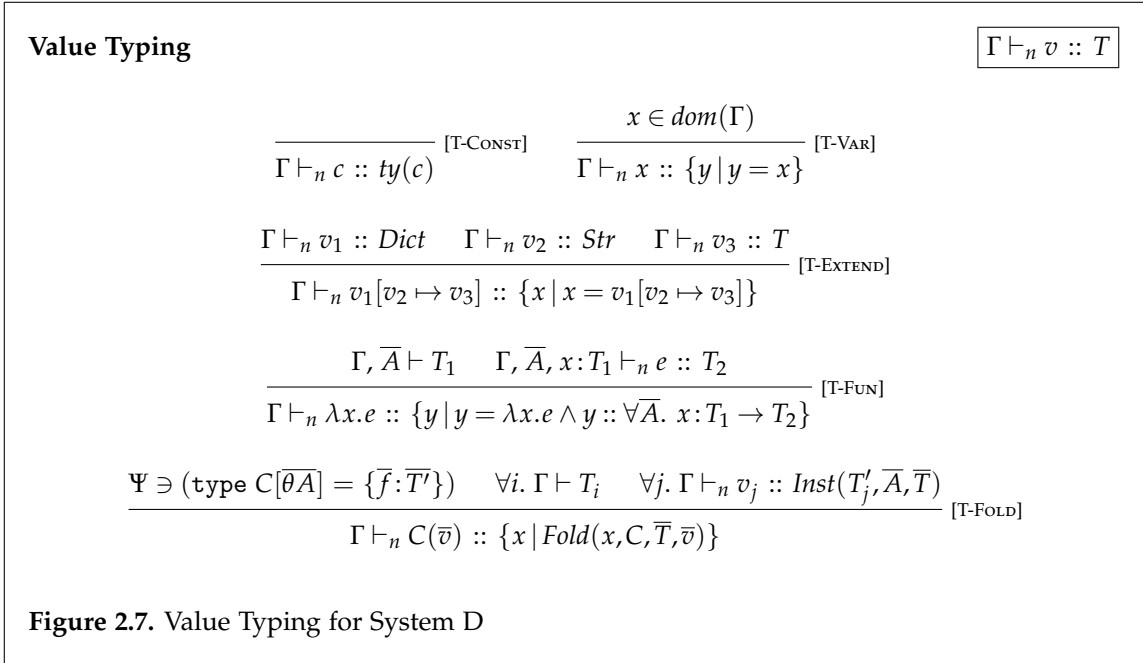 Value Typing Γ ⊢ₙ v :: T
x ∈ dom(Γ)
[T-Const] [T-Var]
Γ ⊢ₙ c :: ty(c) Γ ⊢ₙ x :: {y | y = x}
Γ ⊢ₙ v₁ :: Dict Γ ⊢ₙ v₂ :: Str Γ ⊢ₙ v₃ :: T
[T-Extend]
Γ ⊢ₙ v₁[v₂ ↦ v₃] :: {x | x = v₁[v₂ ↦ v₃]}
Γ, A̅ ⊢ T₁ Γ, A̅, x:T₁ ⊢ₙ e :: T₂
[T-Fun]
Γ ⊢ₙ λx.e :: {y | y = λx.e ∧ y :: ∀A̅. x:T₁ → T₂}
Ψ ∋ (type C[θ̅A̅] = {f̅:T̅′}) ∀i. Γ ⊢ Tᵢ ∀j. Γ ⊢ₙ vⱼ :: Inst(T′ⱼ, A̅, T̅)
[T-Fold]
Γ ⊢ₙ C(v̅) :: {x | Fold(x, C, T̅, v̅)}
Figure 2.7. Value Typing for System D